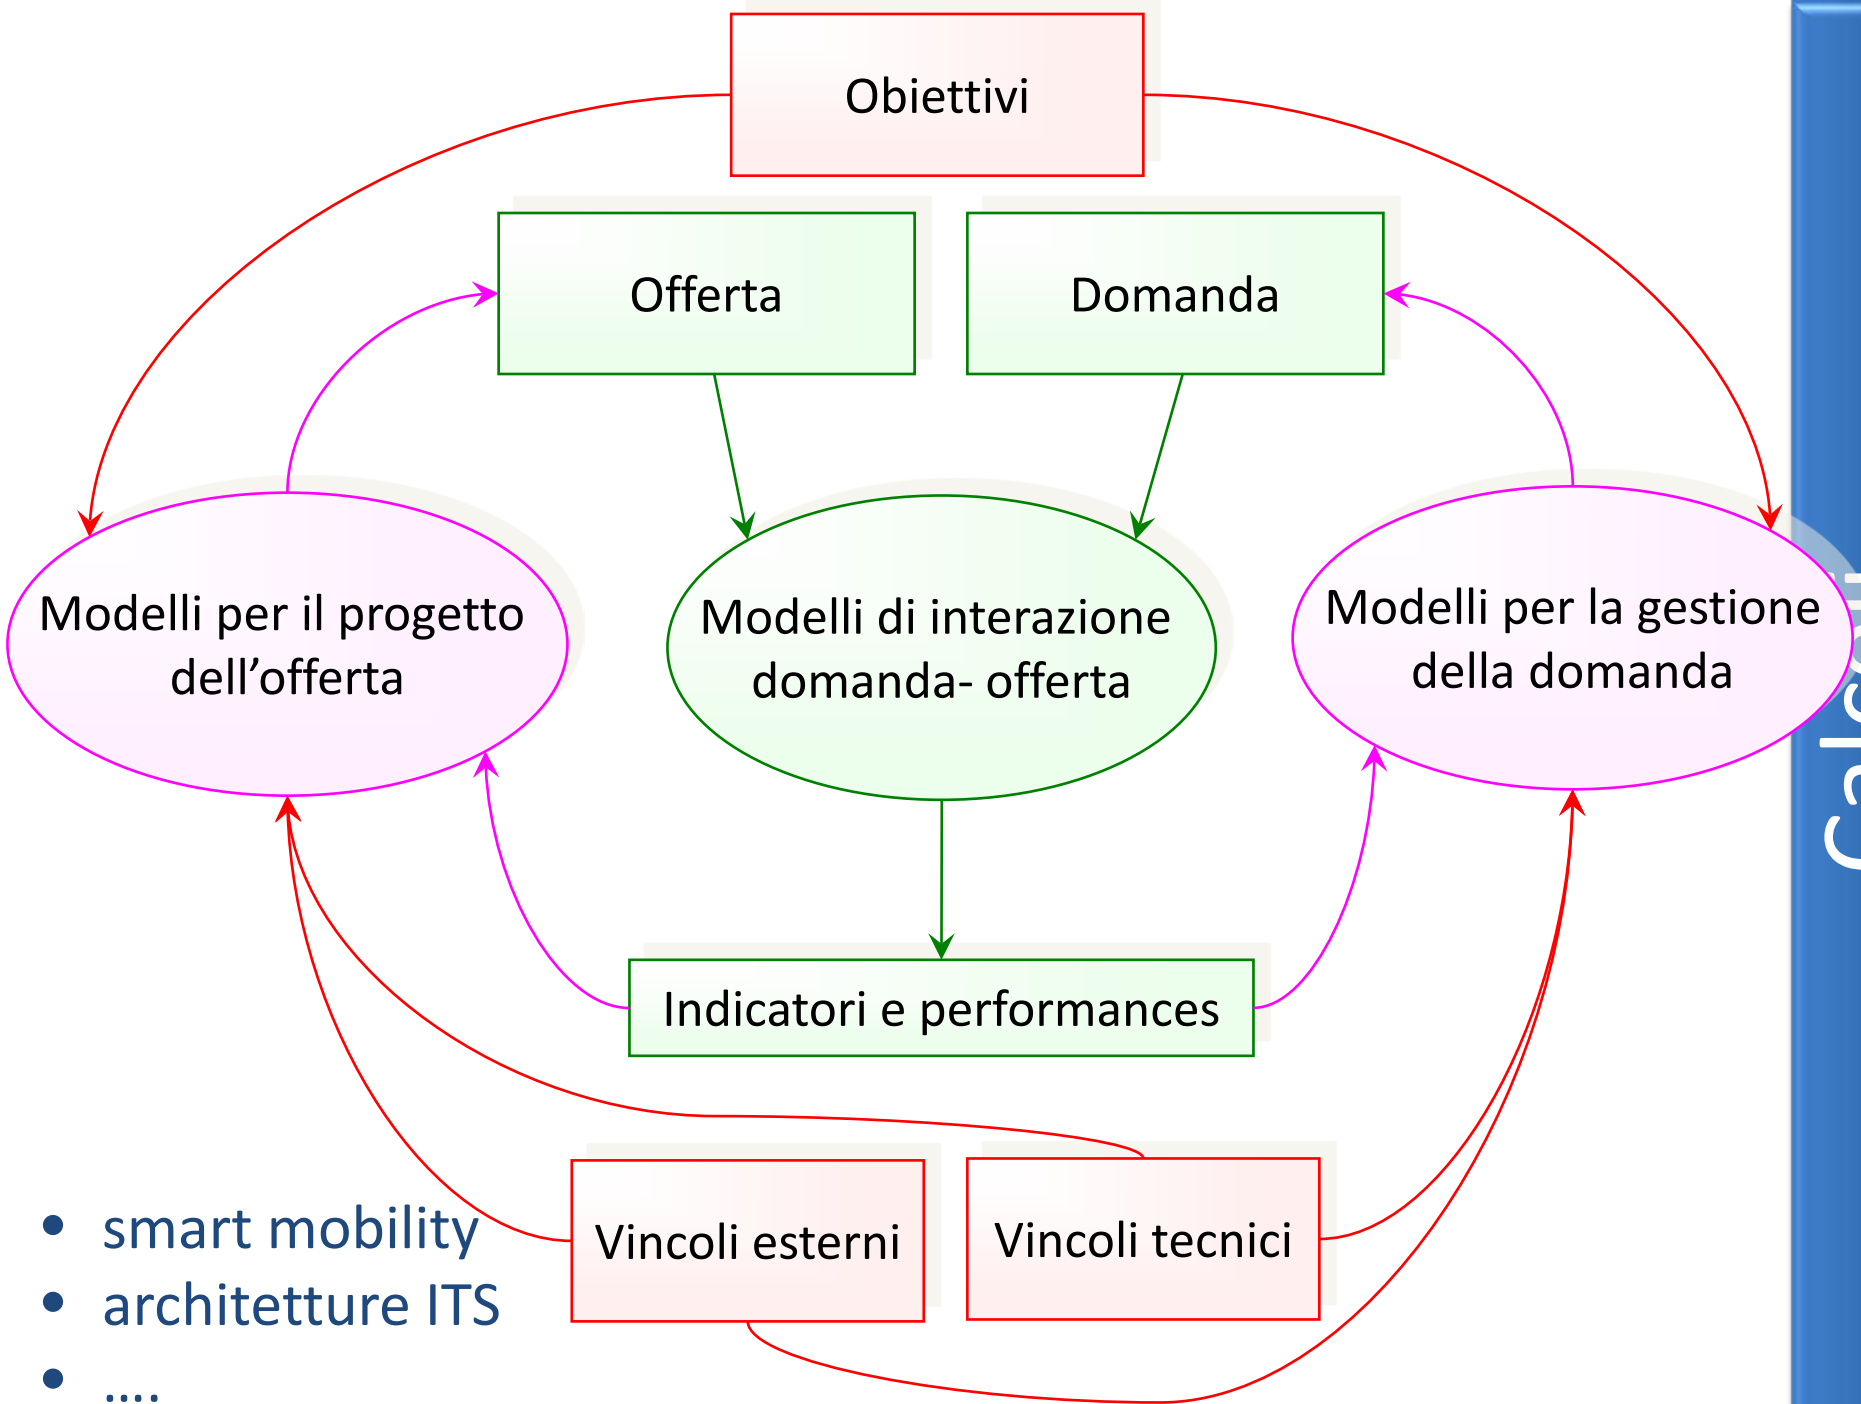 Obiettivi
Offerta
Domanda
Modelli per il progetto
dell’offerta
Modelli di interazione
domanda- offerta
Modelli per la gestione
della domanda
Indicatori e performances
Vincoli esterni
Vincoli tecnici
• smart mobility
• architetture ITS
• ....